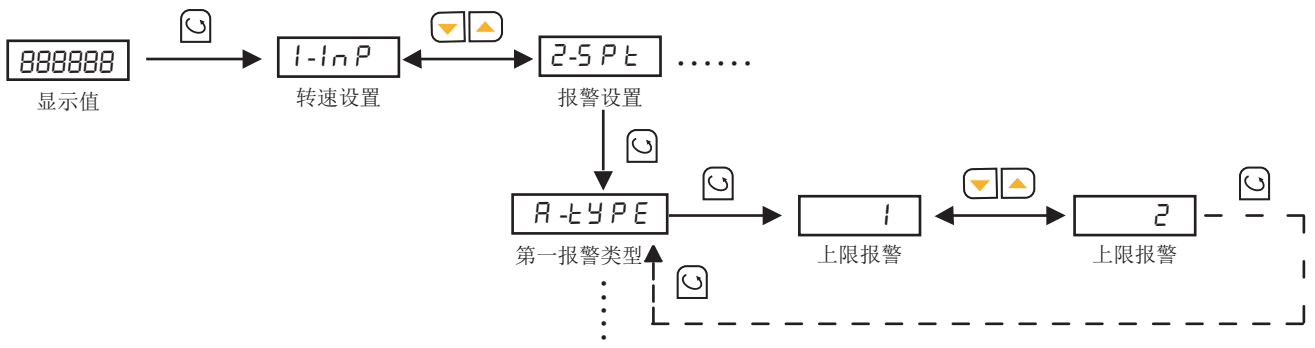 888888
1-InP
2-SPt
......
显示值
转速设置
报警设置
A-tYPE
1
2
第一报警类型
上限报警
上限报警